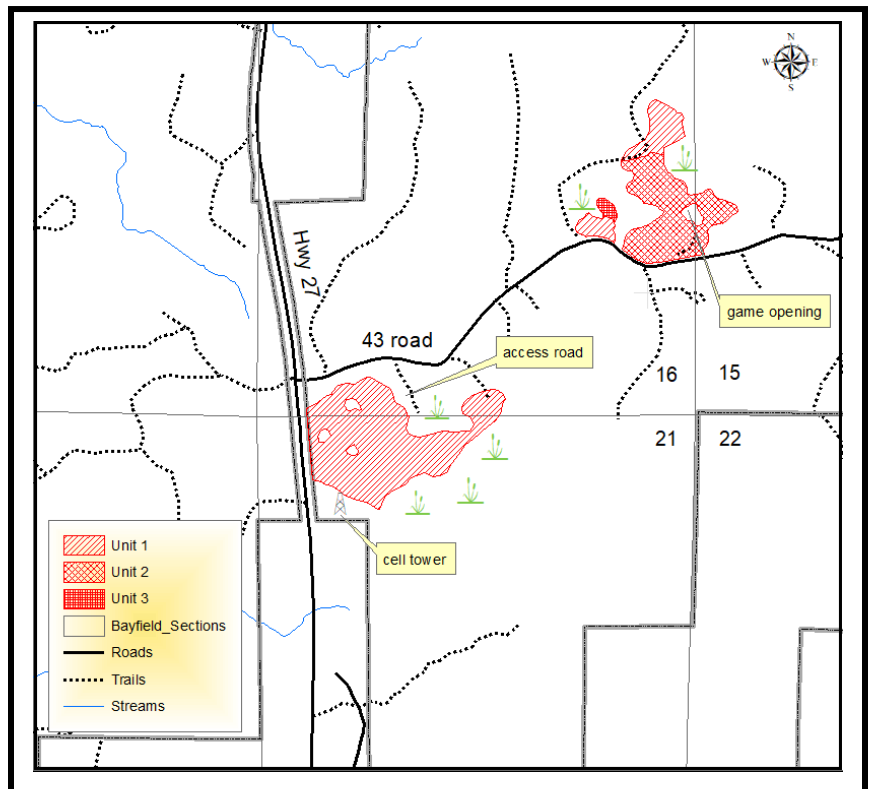 N
W E
S
Hwy 27
game opening
43 road
access road
16 15
21 22
cell tower
Unit 1
Unit 2
Unit 3
Bayfield_Sections
Roads
Trails
Streams